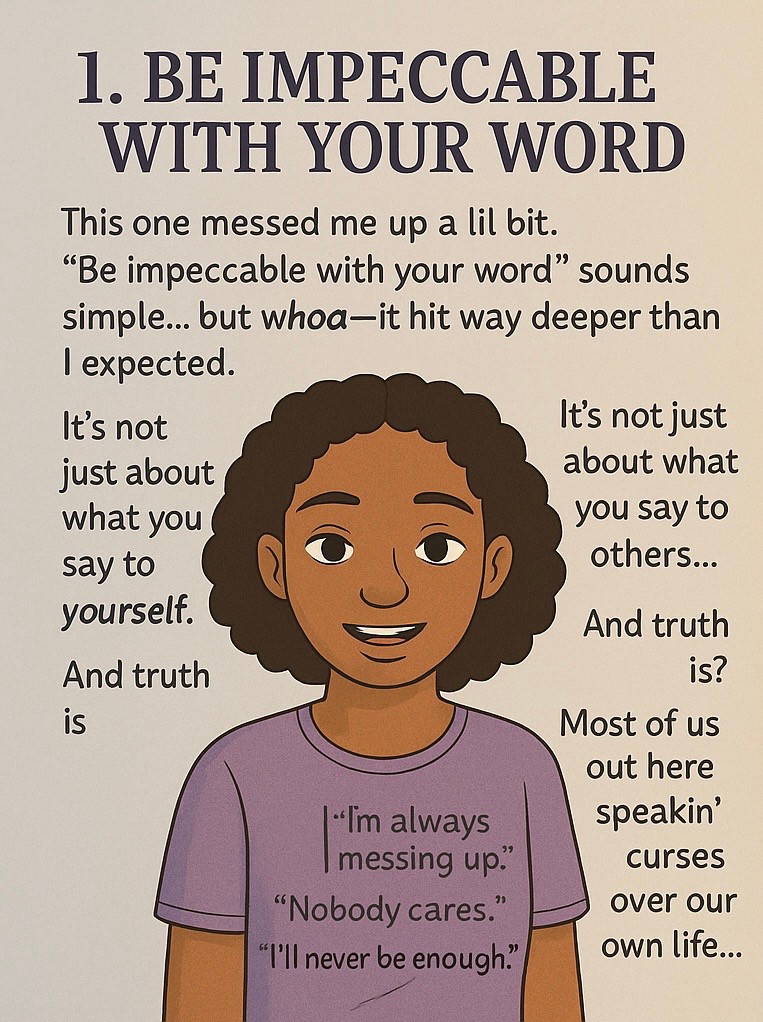 1. BE IMPECCABLE
WITH YOUR WORD
This one messed me up a lil bit.
“Be impeccable with your word” sounds
simple... but whoa—it hit way deeper than
I expected.
It’s not
just about
what you
say to
yourself.
And truth
is
It’s not just
about what
you say to
others...
And truth
is?
Most of us
out here
speakin’
curses
over our
own life...
“I’m always
messing up.”
“Nobody cares.”
“I’ll never be enough.”